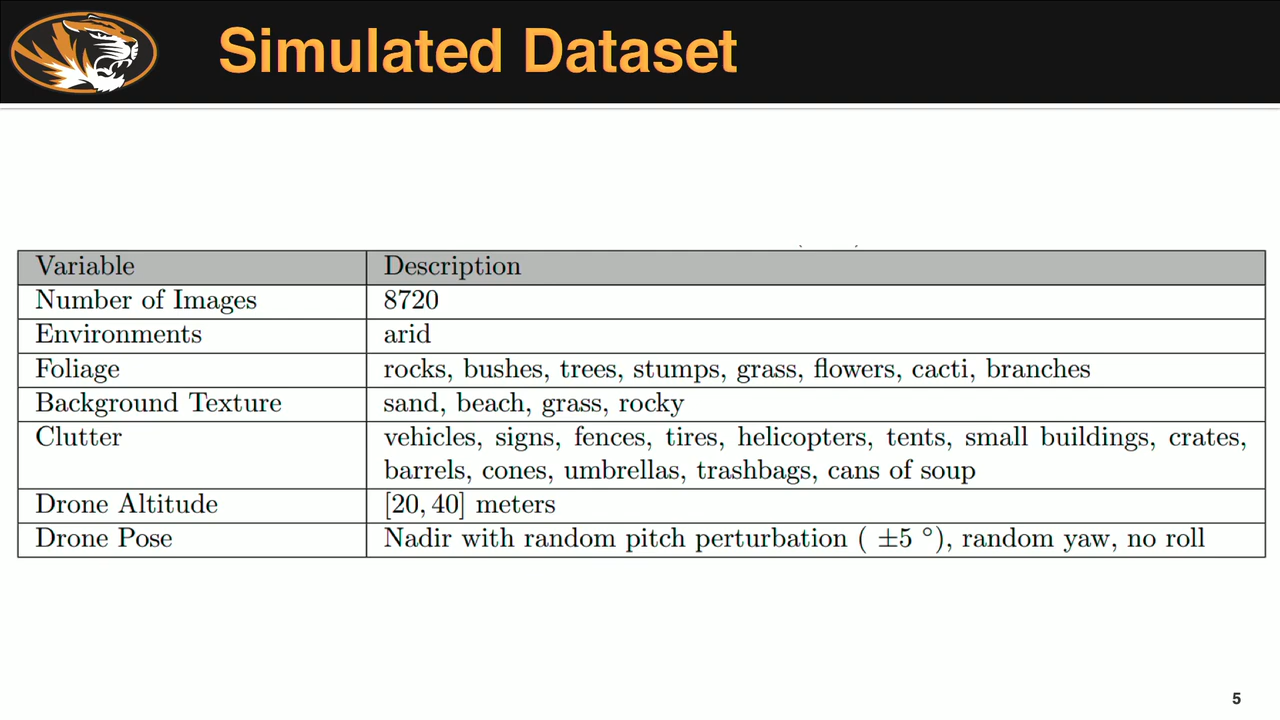 Simulated Dataset
Variable Description
Number of Images 8720
Environments arid
Foliage rocks, bushes, trees, stumps, grass, flowers, cacti, branches
Background Texture sand, beach, grass, rocky
Clutter vehicles, signs, fences, tires, helicopters, tents, small buildings, crates,
barrels, cones, umbrellas, trashbags, cans of soup
Drone Altitude [20, 40] meters
Drone Pose Nadir with random pitch perturbation ( ±5 °), random yaw, no roll
5